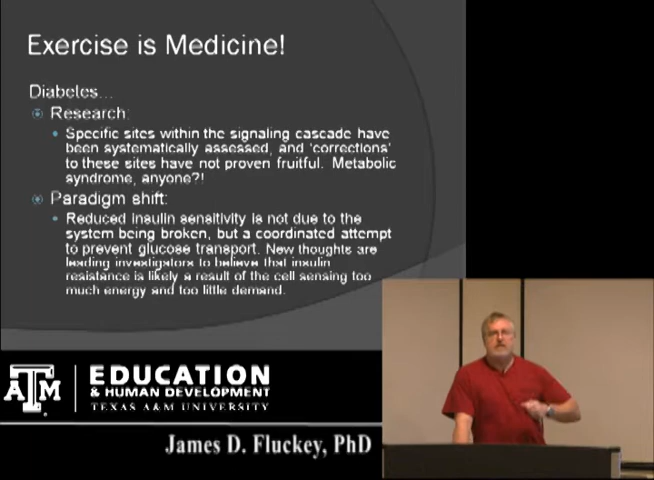 Exercise is Medicine!
Diabetes...
Research:
Specific sites within the signaling cascade have
been systematically assessed, and 'corrections'
to these sites have not proven fruitful. Metabolic
syndrome, anyone?!
Paradigm shift:
Reduced insulin sensitivity is not due to the
system being broken, but a coordinated attempt
to prevent glucose transport. New thoughts are
leading investigators to believe that insulin
resistance is likely a result of the cell sensing too
much energy and too little demand.
ATM
EDUCATION
& HUMAN DEVELOPMENT
TEXAS A&M UNIVERSITY
James D. Fluckey, PhD